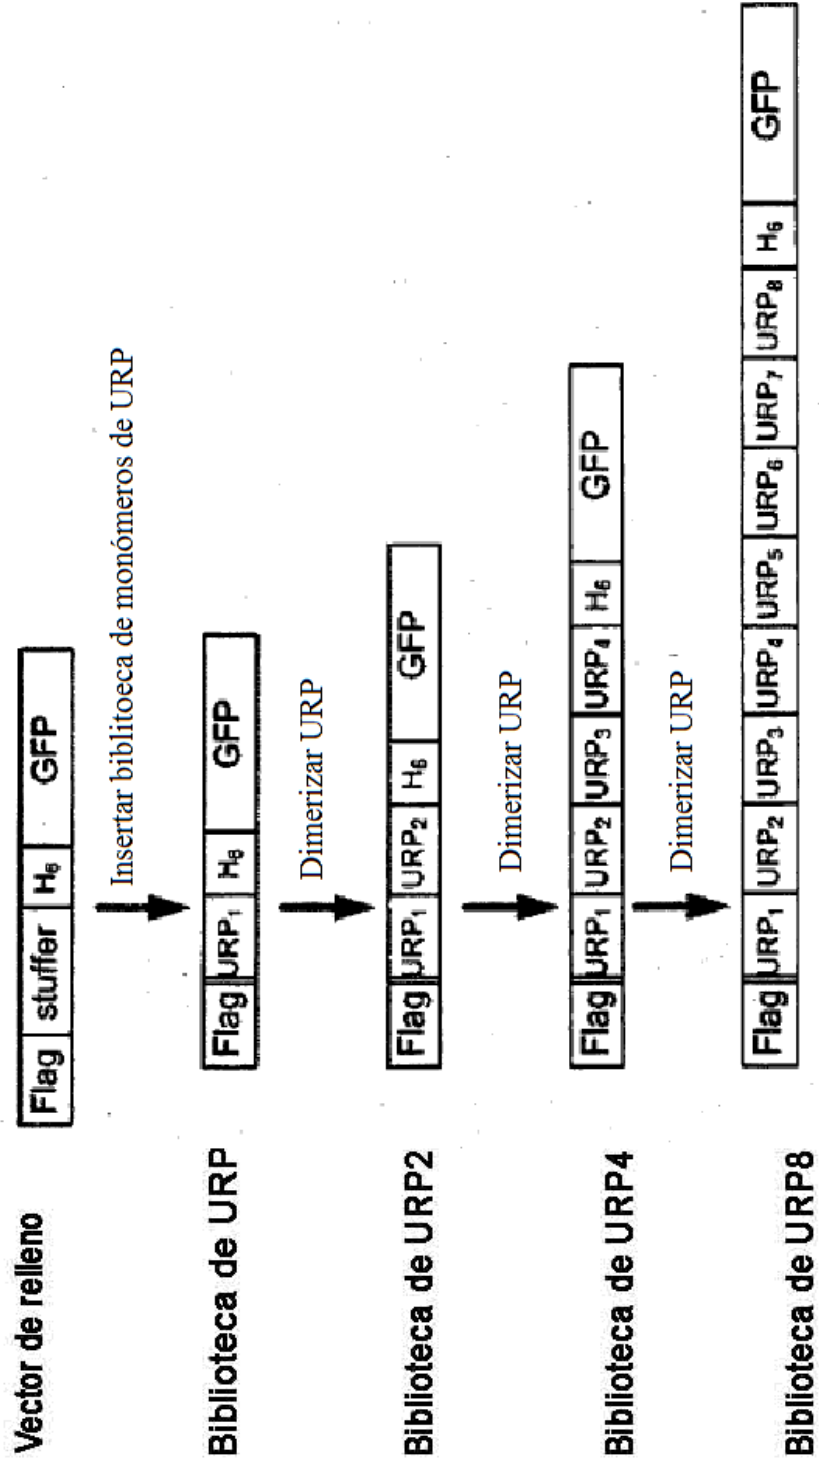 Vector de relleno
Flag stuffer H6 GFP
Insertar biblitoeca de monómeros de URP
Biblioteca de URP
Flag URP1 H6 GFP
Dimerizar URP
Biblioteca de URP2
Flag URP1 URP2 H6 GFP
Dimerizar URP
Biblioteca de URP4
Flag URP1 URP2 URP3 URP4 H6 GFP
Dimerizar URP
Biblioteca de URP8
Flag URP1 URP2 URP3 URP4 URP5 URP6 URP7 URP8 H6 GFP